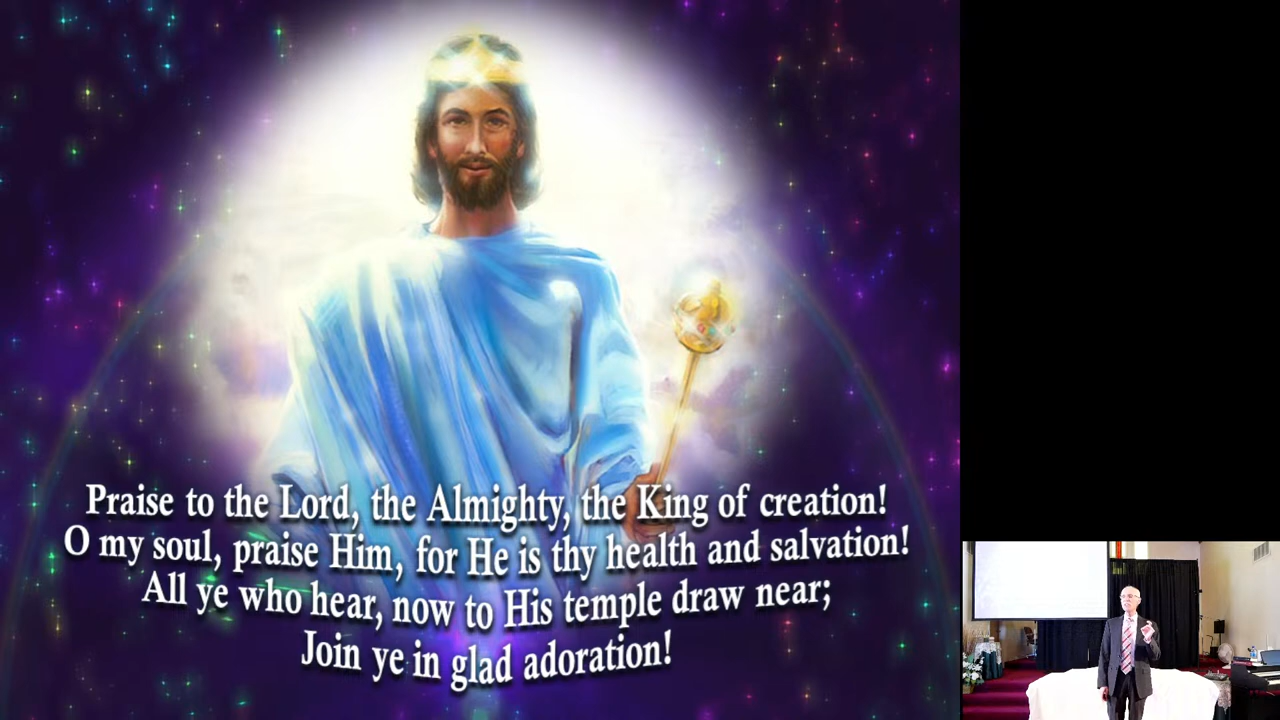 Praise to the Lord, the Almighty, the King of creation!
O my soul, praise Him, for He is thy health and salvation!
All ye who hear, now to His temple draw near;
Join ye in glad adoration!